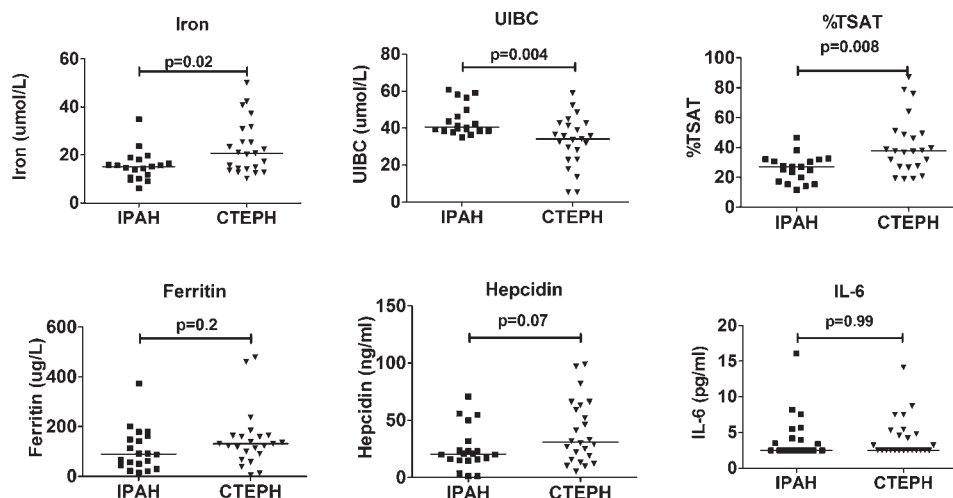 Iron
p=0.02
Iron (umol/L)
60
40
20
0
IPAH
CTEPH
UIBC
p=0.004
UIBC (umol/L)
80
60
40
20
0
IPAH
CTEPH
%TSAT
p=0.008
%TSAT
100
80
60
40
20
0
IPAH
CTEPH
Ferritin
p=0.2
Ferritin (ug/L)
600
400
200
0
IPAH
CTEPH
Hepcidin
p=0.07
Hepcidin (ng/ml)
150
100
50
0
IPAH
CTEPH
IL-6
p=0.99
IL-6 (pg/ml)
20
15
10
5
0
IPAH
CTEPH